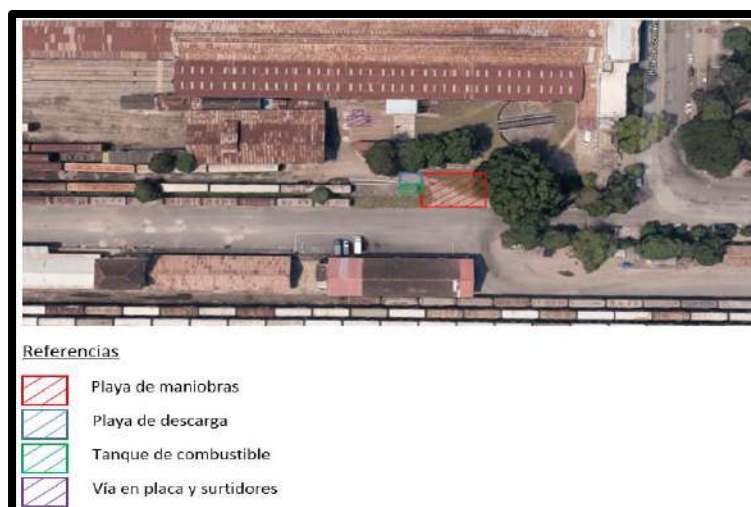 Referencias
Playa de maniobras
Playa de descarga
Tanque de combustible
Vía en placa y surtidores